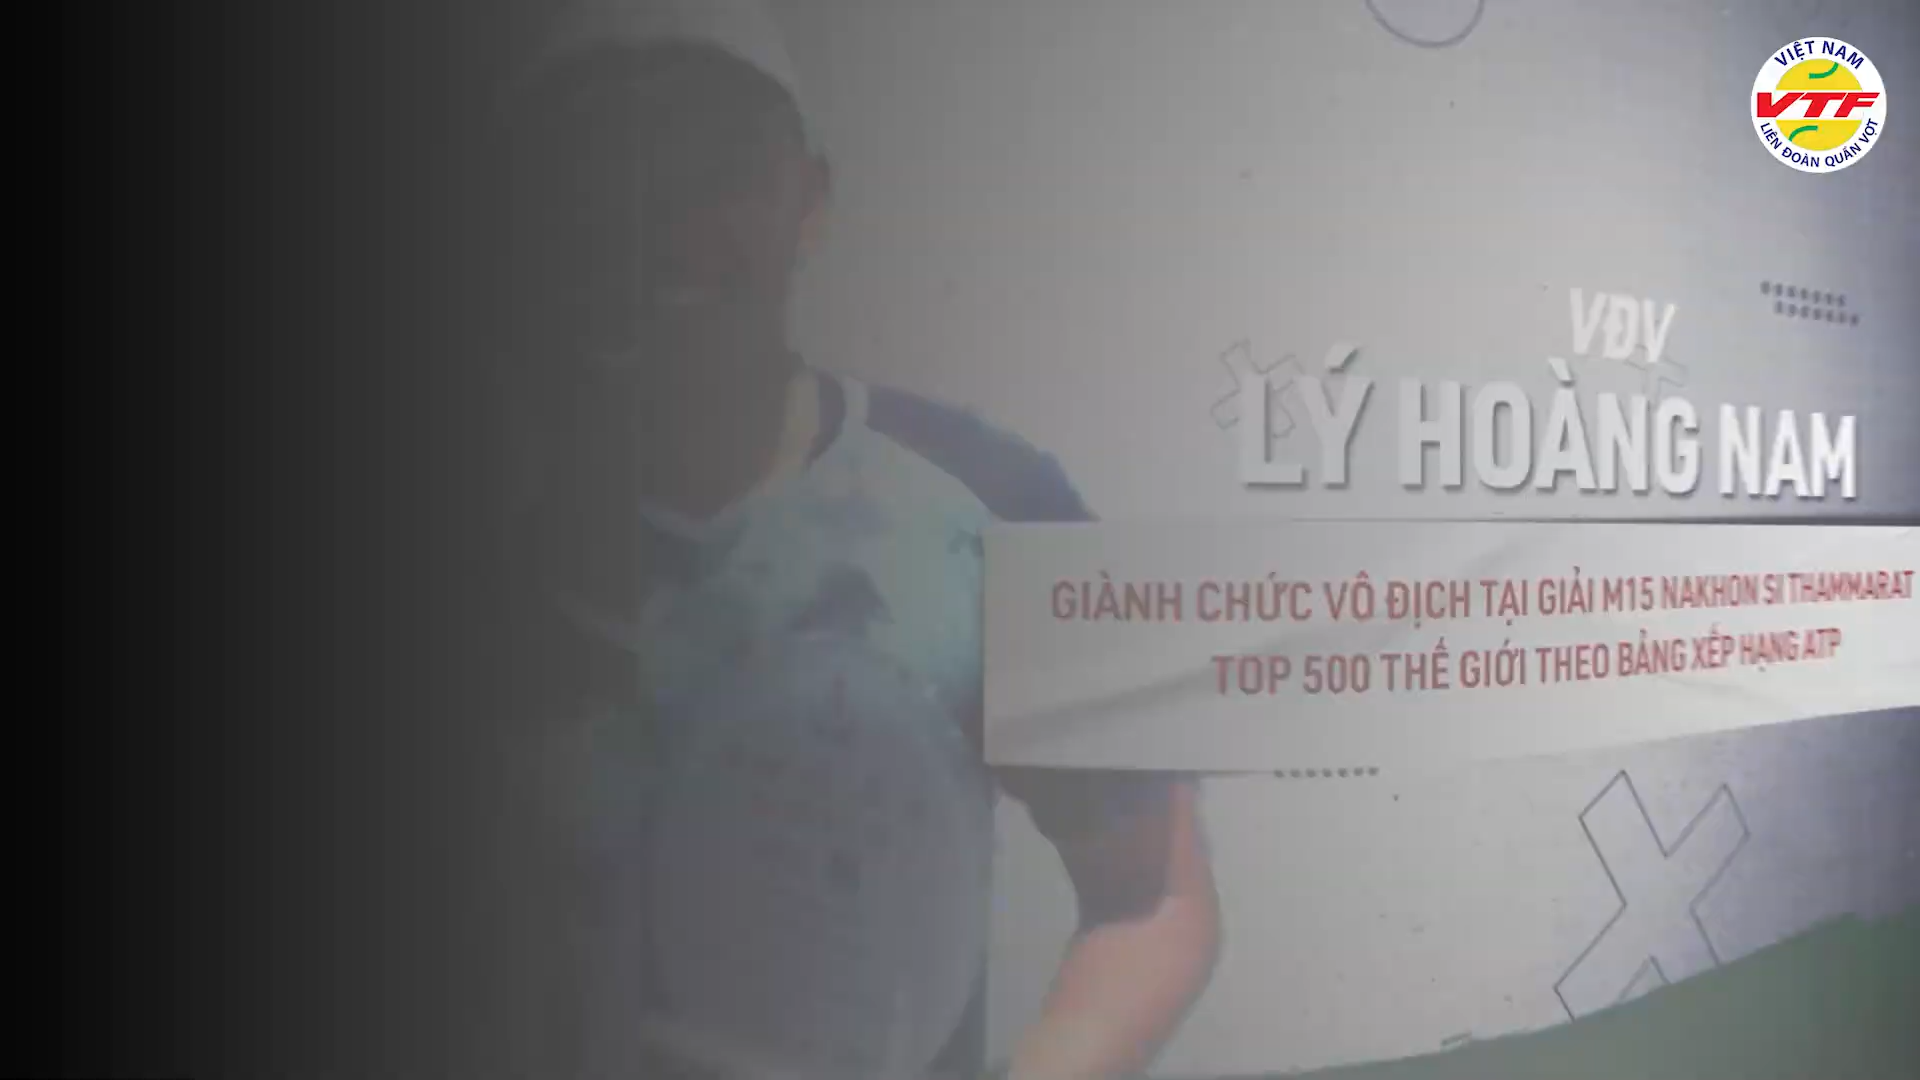 VIỆT NAM
VTF
LIÊN ĐOÀN QUẦN VỢT
VĐV
LÝ HOÀNG NAM
GIÀNH CHỨC VÔ ĐỊCH TẠI GIẢI M15 NAKHON SI THAMMARAT
TOP 500 THẾ GIỚI THEO BẢNG XẾP HẠNG ATP